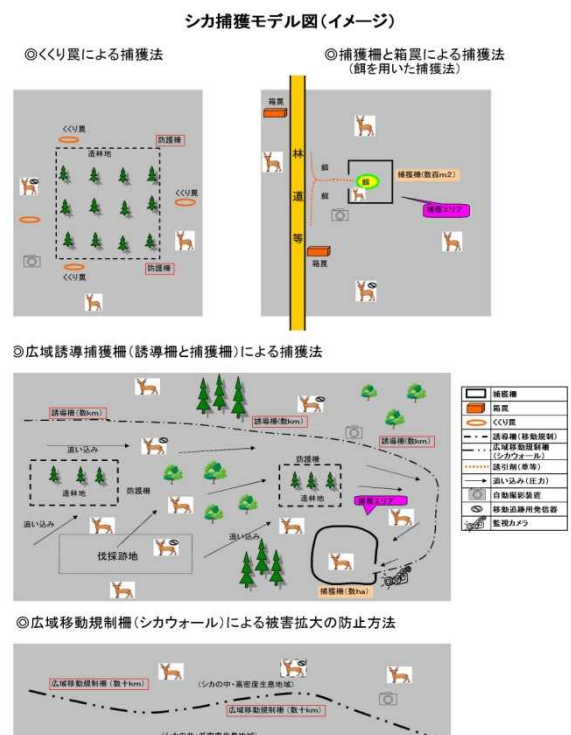 シカ捕獲モデル図(イメージ)
◎くくり罠による捕獲法
◎捕獲柵と箱罠による捕獲法
(餌を用いた捕獲法)
くくり罠
防護柵
造林地
くくり罠
防護柵
くくり罠
箱罠
林道等
餌
餌
餌
捕獲柵(数百m2)
捕獲エリア
箱罠
◎広域誘導捕獲柵(誘導柵と捕獲柵)による捕獲法
誘導柵(数km)
誘導柵(数km)
誘導柵(数km)
追い込み
防護柵
防護柵
造林地
造林地
捕獲エリア
追い込み
追い込み
伐採跡地
捕獲柵(数ha)
捕獲柵
箱罠
くくり罠
誘導柵(移動規制)
広域移動規制柵
(シカウォール)
誘引剤(草等)
追い込み(圧力)
自動撮影装置
移動追跡用発信器
監視カメラ
◎広域移動規制柵(シカウォール)による被害拡大の防止方法
広域移動規制柵(数十km)
(シカの中・高密度生息地域)
広域移動規制柵(数十km)